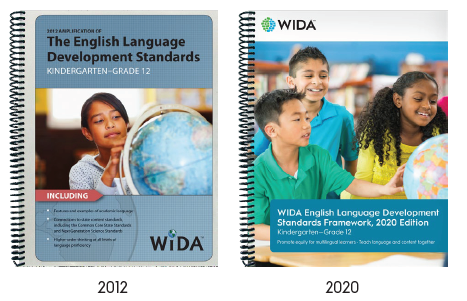 2012 AMPLIFICATION OF
The English Language
Development Standards
KINDERGARTEN–GRADE 12
INCLUDING
Features and examples of academic language
Connections to state content standards,
including the Common Core State Standards
and Next Generation Science Standards
Higher order thinking at all levels of
language proficiency
WIDA
2012
WIDA
WIDA English Language Development
Standards Framework, 2020 Edition
Kindergarten–Grade 12
Promote equity for multilingual learners · Teach language and content together
2020